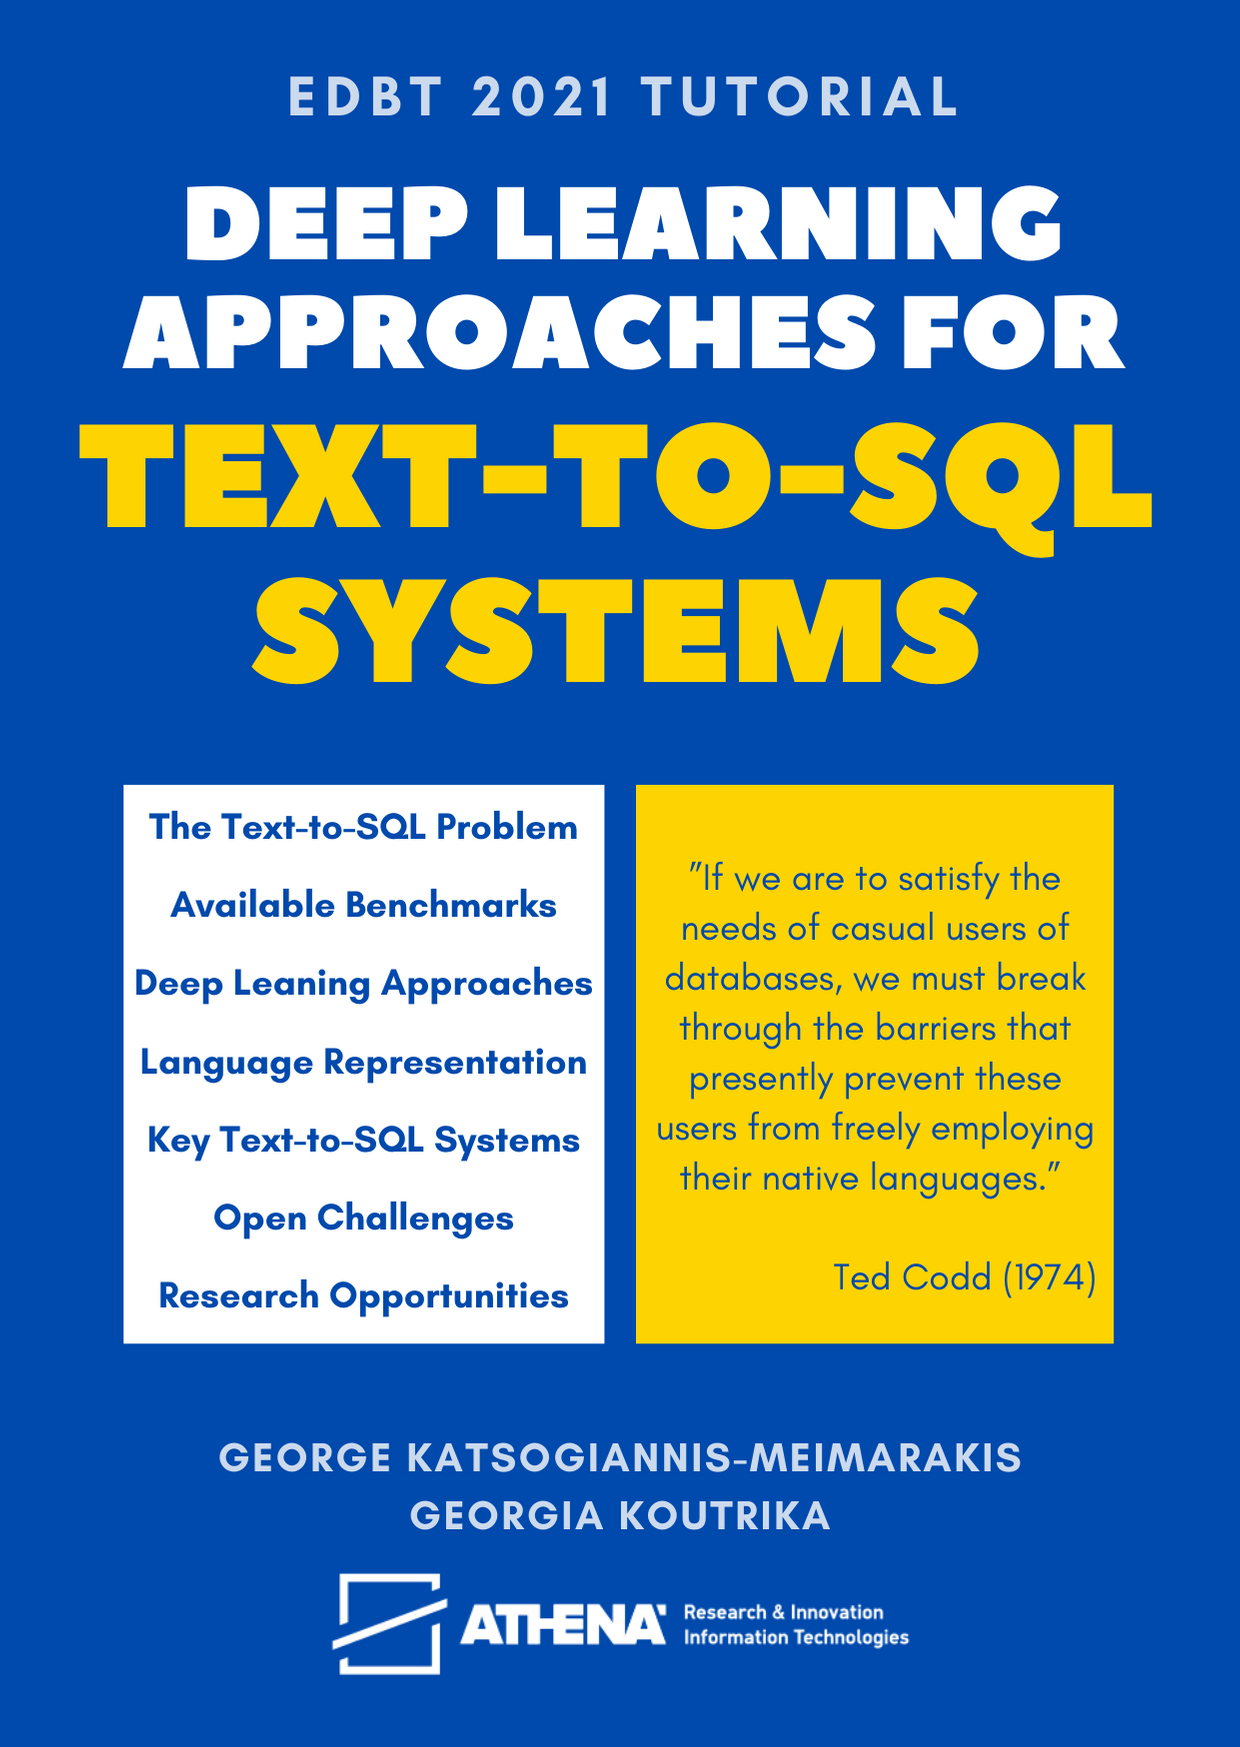 EDBT 2021 TUTORIAL
DEEP LEARNING
APPROACHES FOR
TEXT-TO-SQL
SYSTEMS
The Text-to-SQL Problem
Available Benchmarks
Deep Leaning Approaches
Language Representation
Key Text-to-SQL Systems
Open Challenges
Research Opportunities
"If we are to satisfy the
needs of casual users of
databases, we must break
through the barriers that
presently prevent these
users from freely employing
their native languages."
Ted Codd (1974)
GEORGE KATSOGIANNIS-MEIMARAKIS
GEORGIA KOUTRIKA
ATHENA
Research & Innovation
Information Technologies